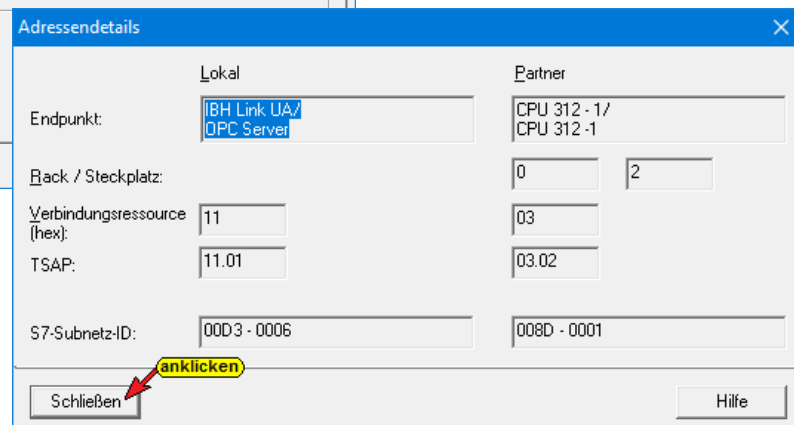 Adressendetails
Lokal
Partner
Endpunkt:
IBH Link UA/
OPC Server
CPU 312 - 1/
CPU 312 -1
Rack / Steckplatz:
0
2
Verbindungsressource
(hex):
11
03
TSAP:
11.01
03.02
S7-Subnetz-ID:
00D3 - 0006
008D - 0001
anklicken
Schließen
Hilfe